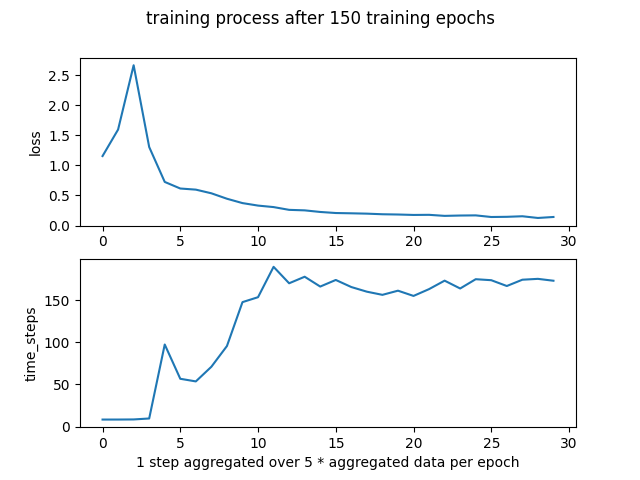 training process after 150 training epochs
2.5
2.0
1.5
1.0
0.5
0.0
loss
0 5 10 15 20 25 30
150
100
50
0
time_steps
0 5 10 15 20 25 30
1 step aggregated over 5 * aggregated data per epoch